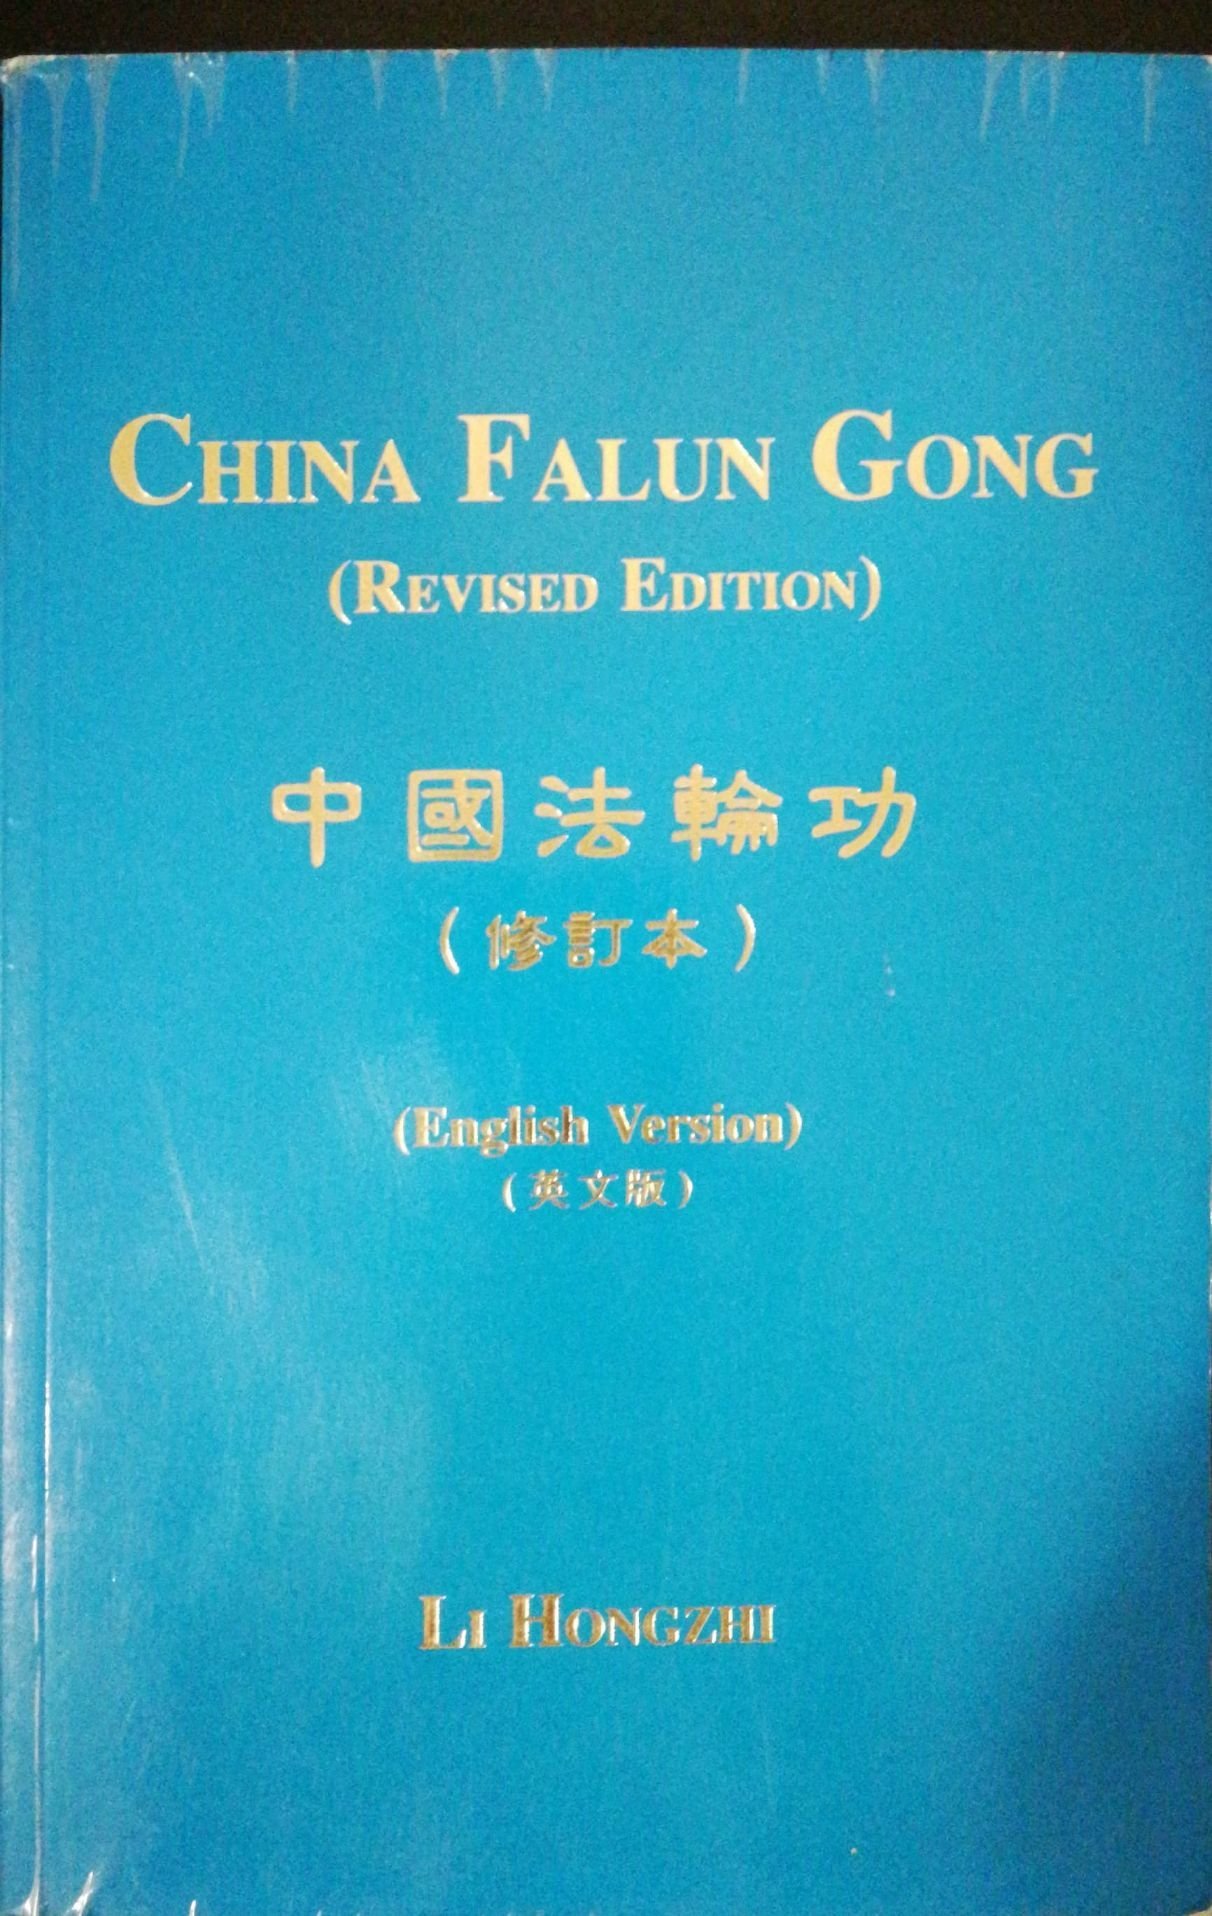 CHINA FALUN GONG
(REVISED EDITION)
中國法輪功
(修訂本)
(English Version)
(英文版)
LI HONGZHI